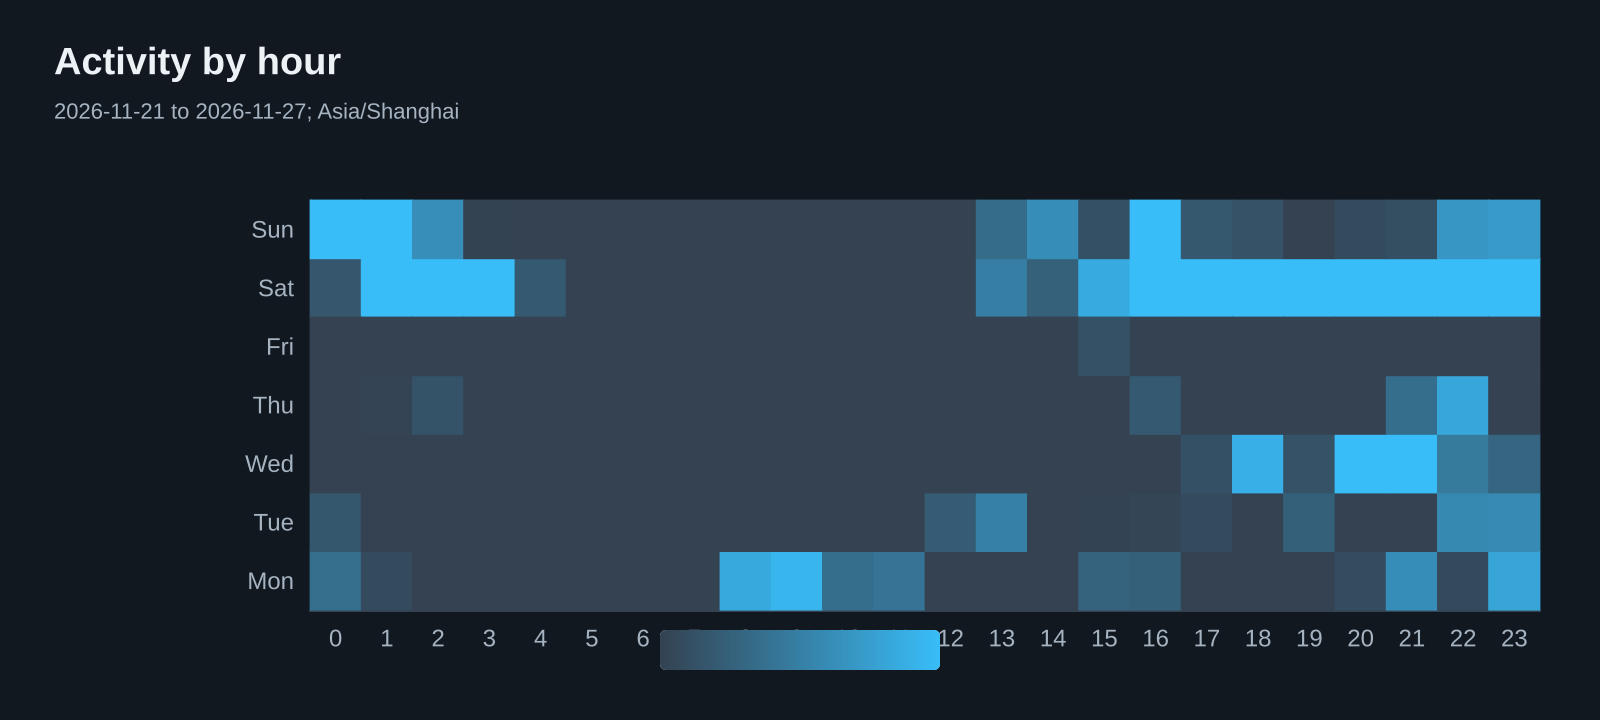 Activity by hour
2026-11-21 to 2026-11-27; Asia/Shanghai
Sun
Sat
Fri
Thu
Wed
Tue
Mon
0 1 2 3 4 5 6 12 13 14 15 16 17 18 19 20 21 22 23